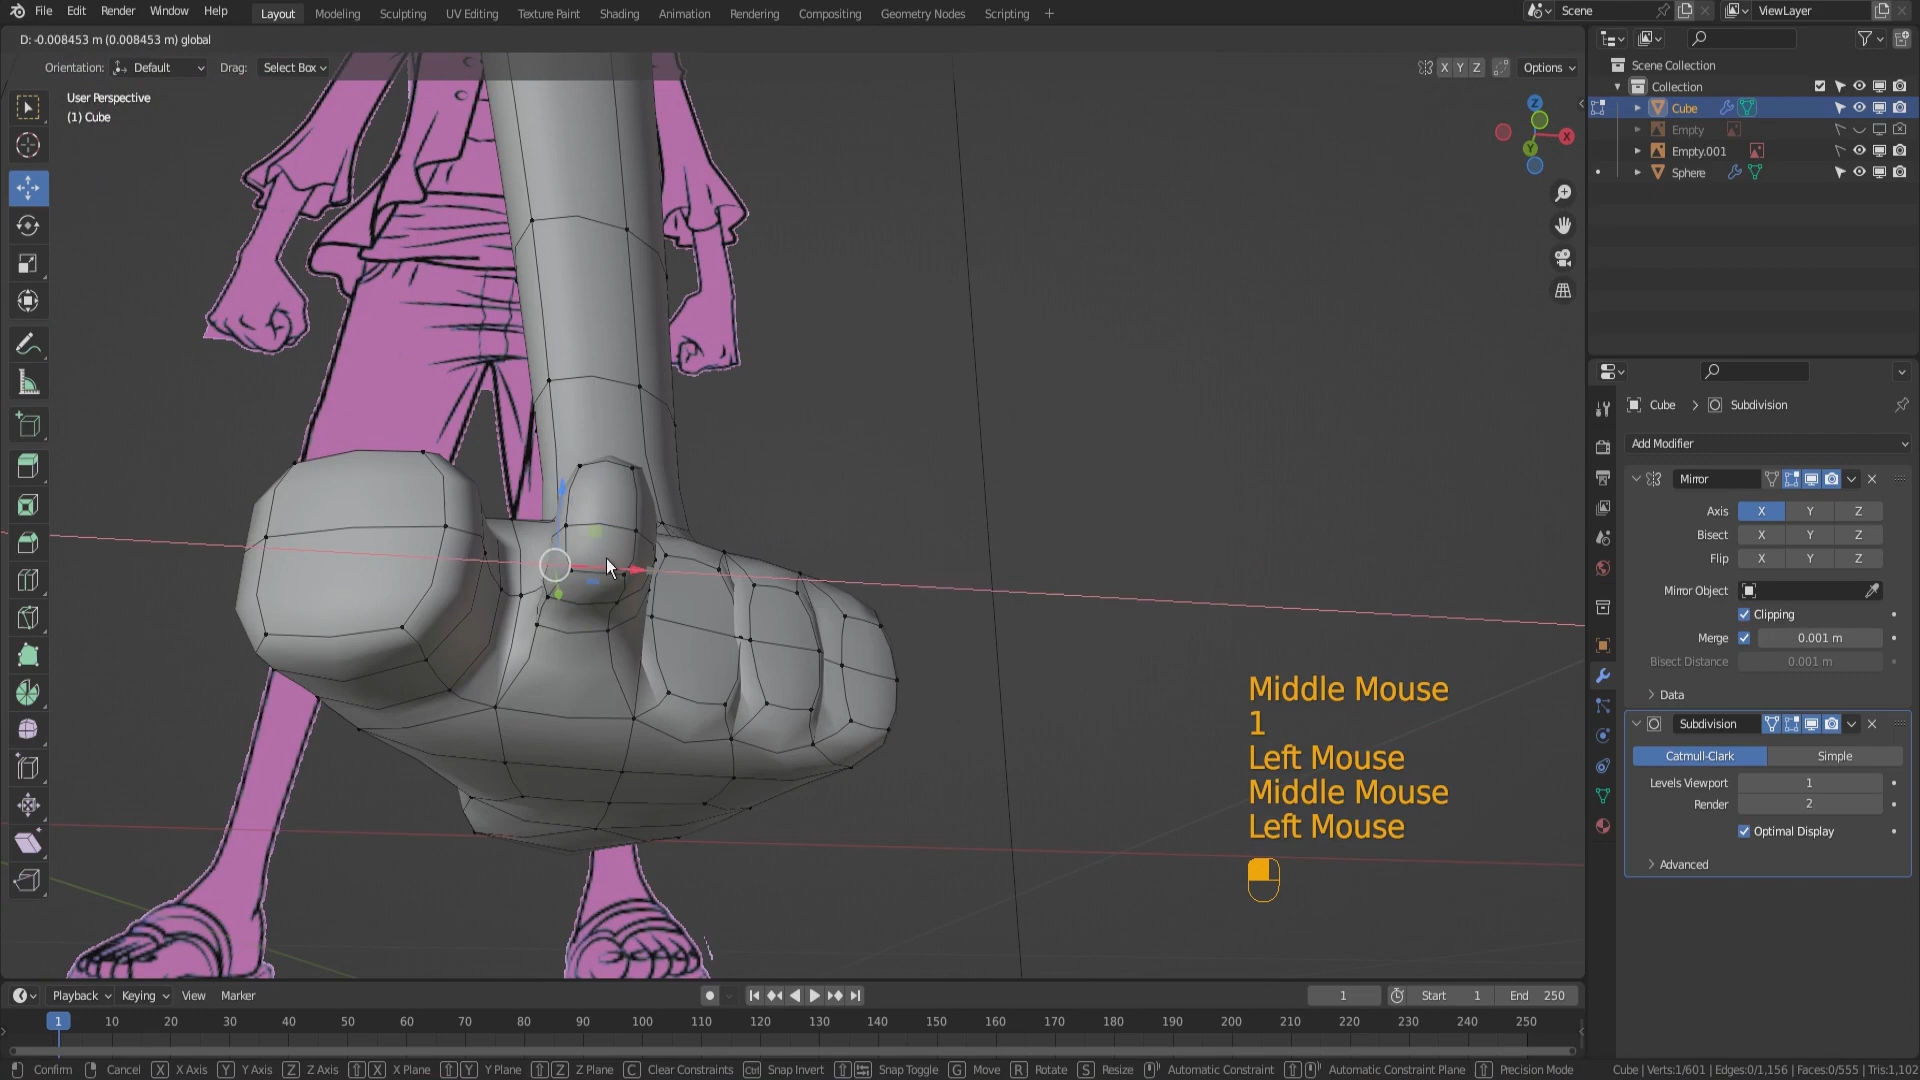 File Edit Render Window Help Layout Modeling Sculpting UV Editing Texture Paint Shading Animation Rendering Compositing Geometry Nodes Scripting + Scene ViewLayer
D: -0.008453 m (0.008453 m) global
Orientation: Default Drag: Select Box X Y Z Options
User Perspective
(1) Cube
Z
X
Y
Scene Collection
Collection
Cube
Empty
Empty.001
Sphere
Cube > Subdivision
Add Modifier
Mirror
Axis X Y Z
Bisect X Y Z
Flip X Y Z
Mirror Object
Clipping
Merge 0.001 m
Bisect Distance 0.001 m
Data
Subdivision
Catmull-Clark Simple
Levels Viewport 1
Render 2
Optimal Display
Advanced
Middle Mouse
1
Left Mouse
Middle Mouse
Left Mouse
Playback Keying View Marker 1 Start 1 End 250
1 10 20 30 40 50 60 70 80 90 100 110 120 130 140 150 160 170 180 190 200 210 220 230 240 250
Confirm Cancel X X Axis Y Y Axis Z Z Axis X X Plane Y Y Plane Z Z Plane C Clear Constraints Ctrl Snap Invert Snap Toggle G Move R Rotate S Resize Automatic Constraint Automatic Constraint Plane Precision Mode Cube | Verts:1/601 | Edges:0/1,156 | Faces:0/555 | Tris:1,102